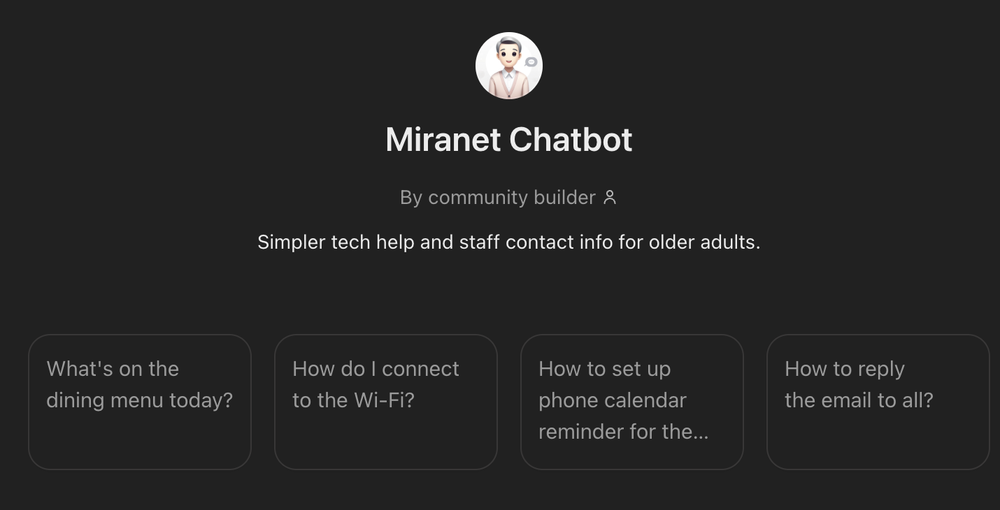 Miranet Chatbot
By community builder
Simpler tech help and staff contact info for older adults.
What's on the
dining menu today?
How do I connect
to the Wi-Fi?
How to set up
phone calendar
reminder for the...
How to reply
the email to all?